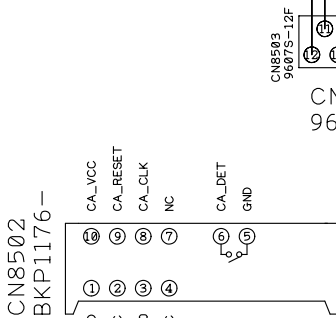 CN8503
9607S-12F
11
12
CN
96
CA_VCC
CA_RESET
CA_CLK
NC
CA_DET
GND
CN8502
BKP1176-
10 9 8 7 6 5
1 2 3 4